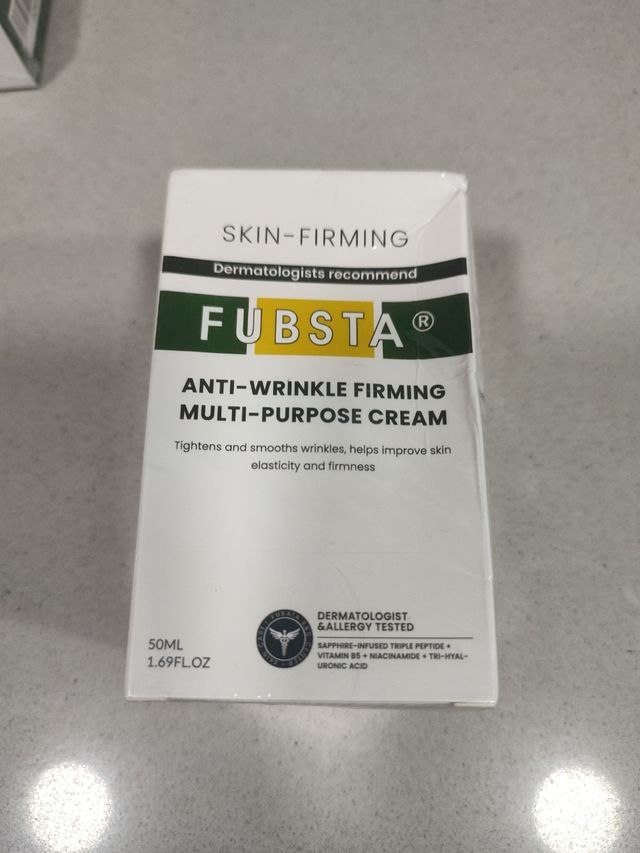 SKIN-FIRMING
Dermatologists recommend
FUBSTA®
ANTI-WRINKLE FIRMING
MULTI-PURPOSE CREAM
Tightens and smooths wrinkles, helps improve skin
elasticity and firmness
50ML
1.69FL.OZ
DERMATOLOGIST
&ALLERGY TESTED
SAPPHIRE-INFUSED TRIPLE PEPTIDE +
VITAMIN B5 + NIACINAMIDE + TRI-HYAL-
URONIC ACID